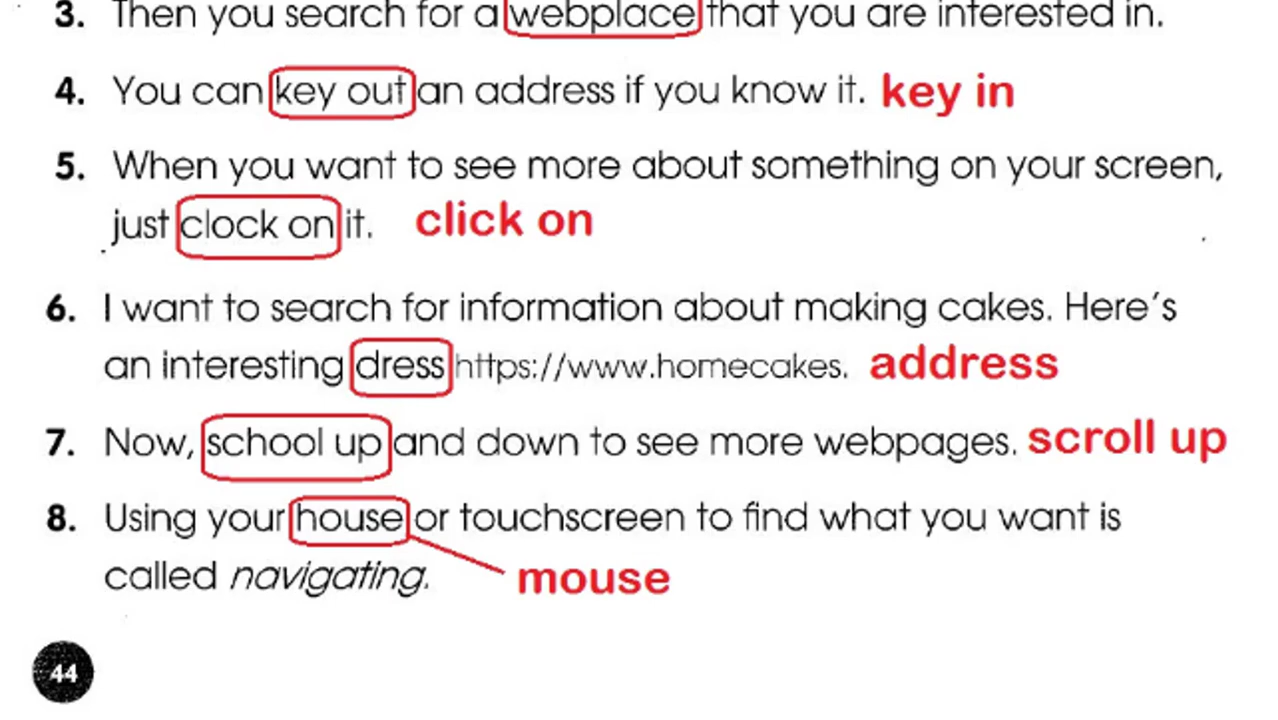 3. Then you search for a webplace that you are interested in.
4. You can key out an address if you know it. key in
5. When you want to see more about something on your screen,
just clock on it. click on
6. I want to search for information about making cakes. Here's
an interesting dress https://www.homecakes. address
7. Now, school up and down to see more webpages. scroll up
8. Using your house or touchscreen to find what you want is
called navigating. mouse
44